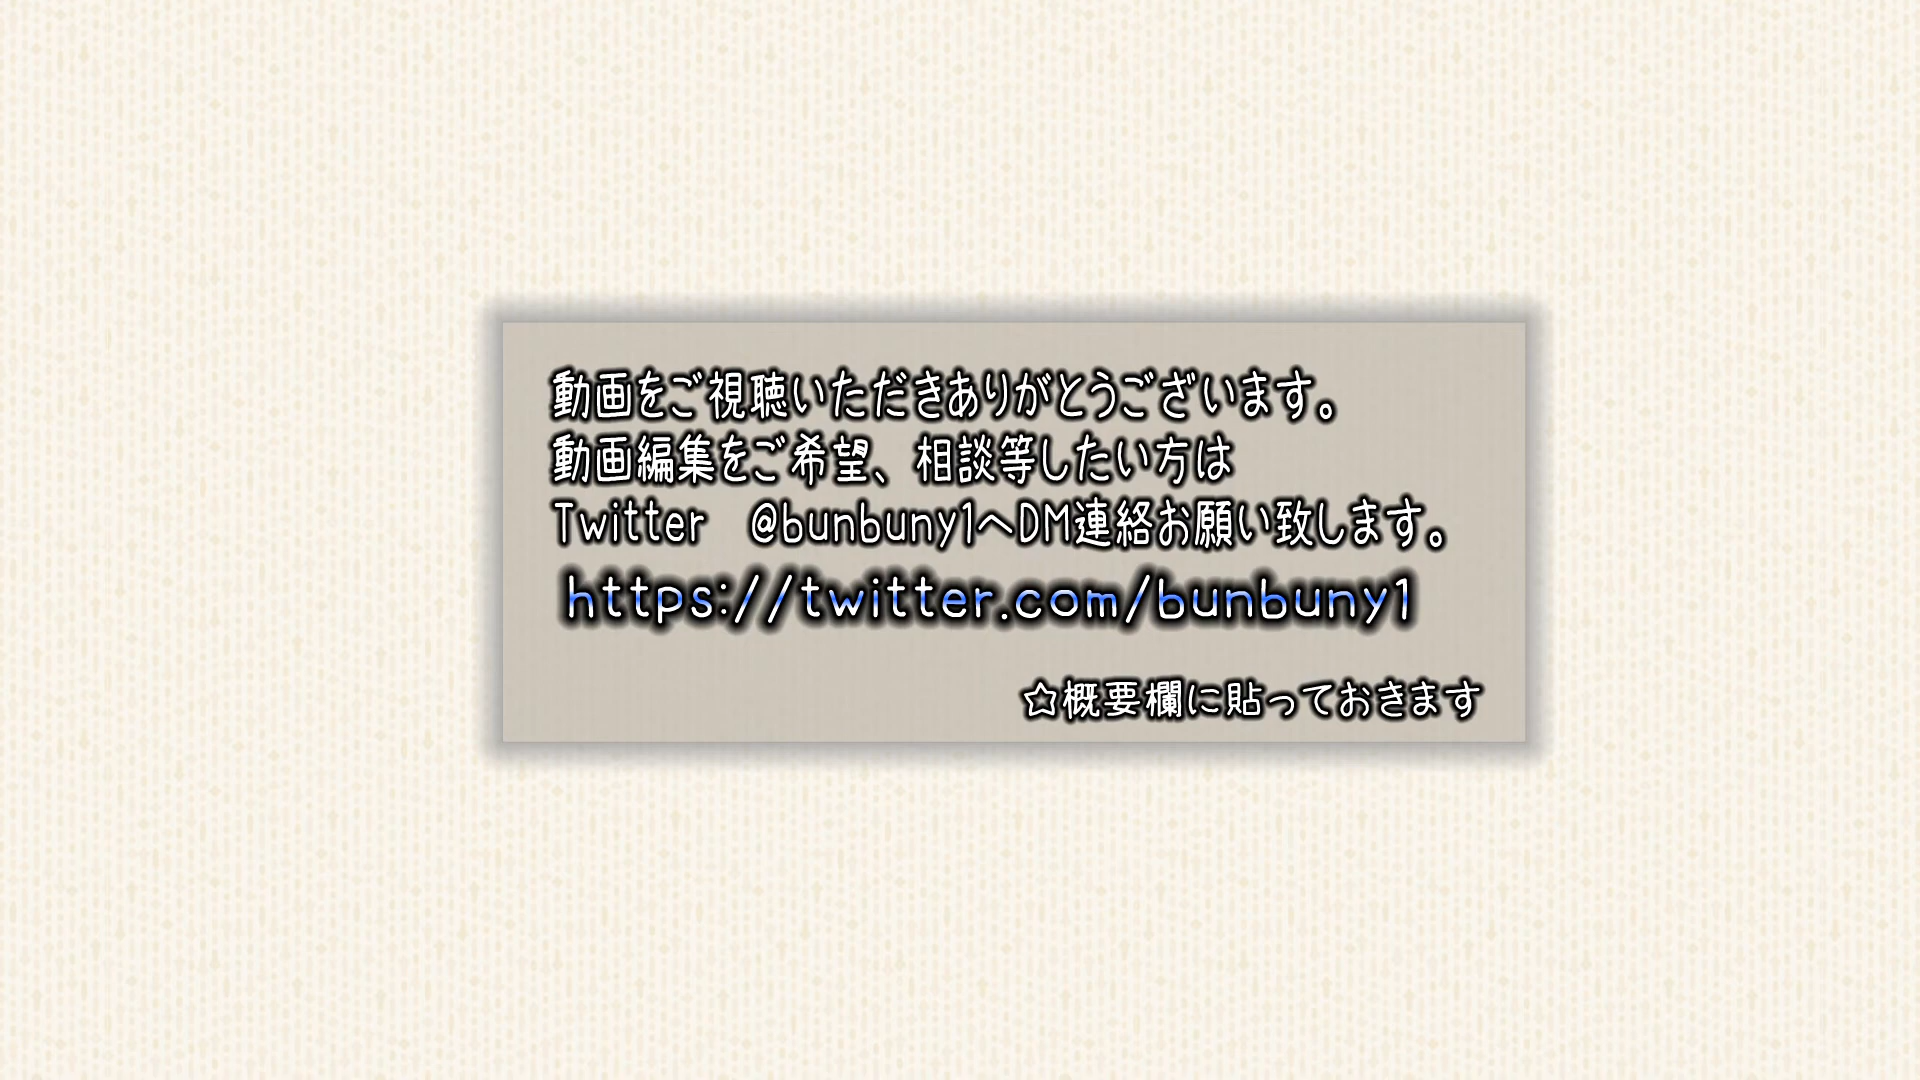 動画をご視聴いただきありがとうございます。
動画編集をご希望、相談等したい方は
Twitter　@bunbuny1へDM連絡お願い致します。
https://twitter.com/bunbuny1
☆概要欄に貼っておきます